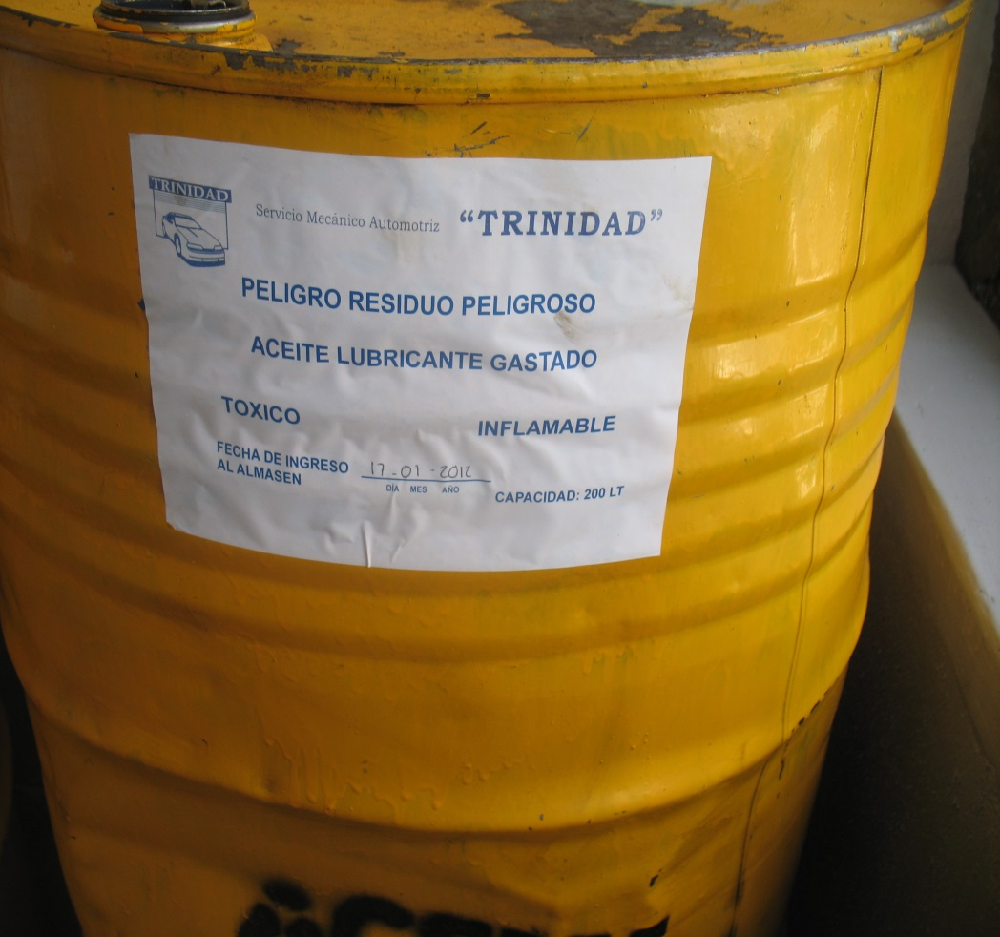 TRINIDAD
Servicio Mecánico Automotriz "TRINIDAD"
PELIGRO RESIDUO PELIGROSO
ACEITE LUBRICANTE GASTADO
TOXICO INFLAMABLE
FECHA DE INGRESO
AL ALMASEN 17-01-2012
DÍA MES AÑO
CAPACIDAD: 200 LT